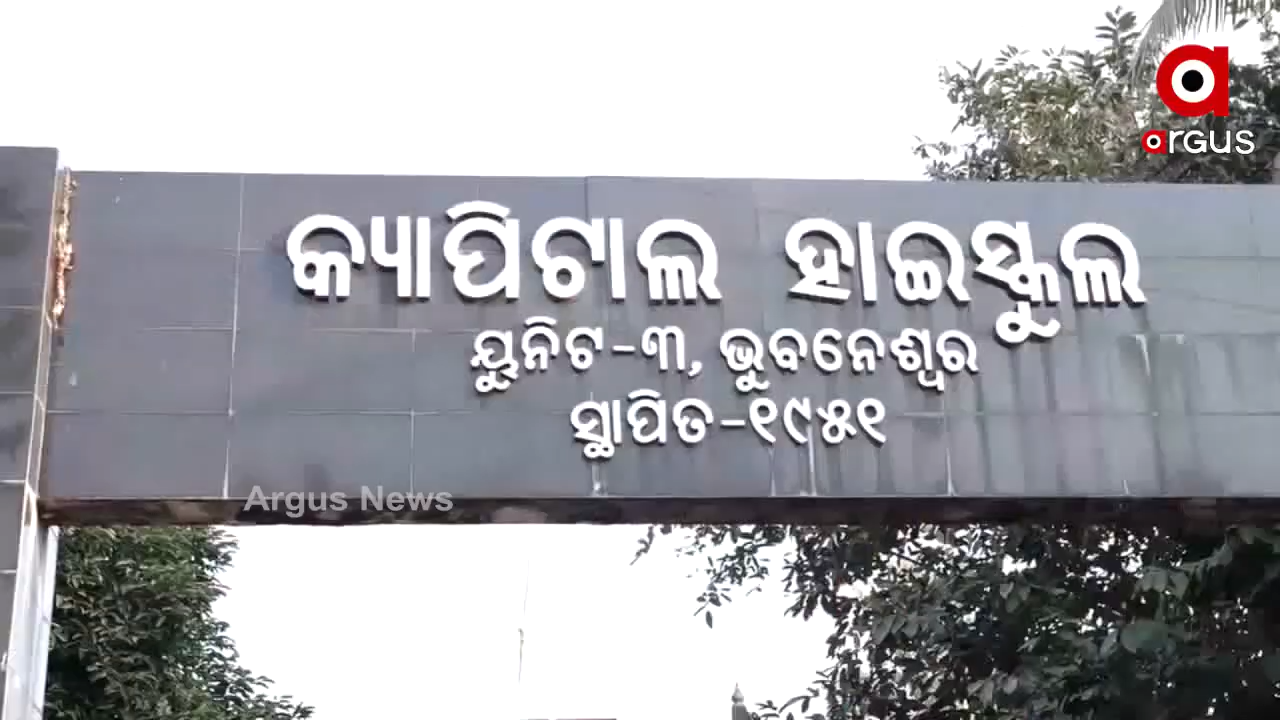 argus
କ୍ୟାପିଟାଲ ହାଇସ୍କୁଲ
ୟୁନିଟ-୩, ଭୁବନେଶ୍ୱର
ସ୍ଥାପିତ-୧୯୫୧
Argus News